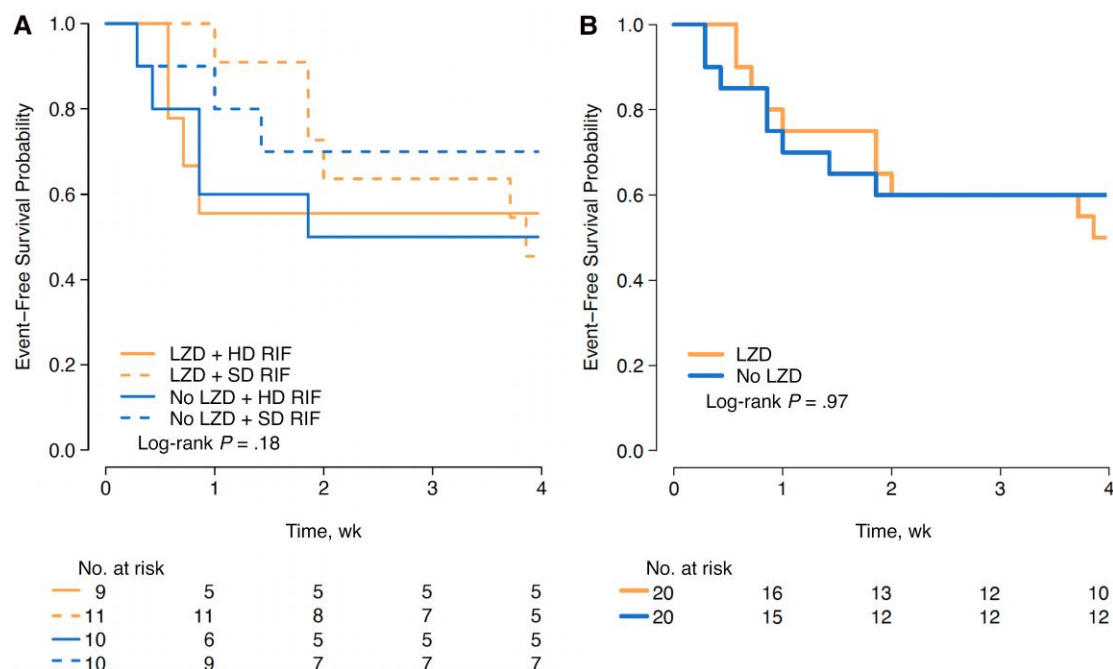 A
Event–Free Survival Probability
1.0
0.8
0.6
0.4
0.2
0.0
LZD + HD RIF
LZD + SD RIF
No LZD + HD RIF
No LZD + SD RIF
Log-rank P = .18
0 1 2 3 4
Time, wk
No. at risk
9 5 5 5 5
11 11 8 7 5
10 6 5 5 5
10 9 7 7 7
B
Event–Free Survival Probability
1.0
0.8
0.6
0.4
0.2
0.0
LZD
No LZD
Log-rank P = .97
0 1 2 3 4
Time, wk
No. at risk
20 16 13 12 10
20 15 12 12 12